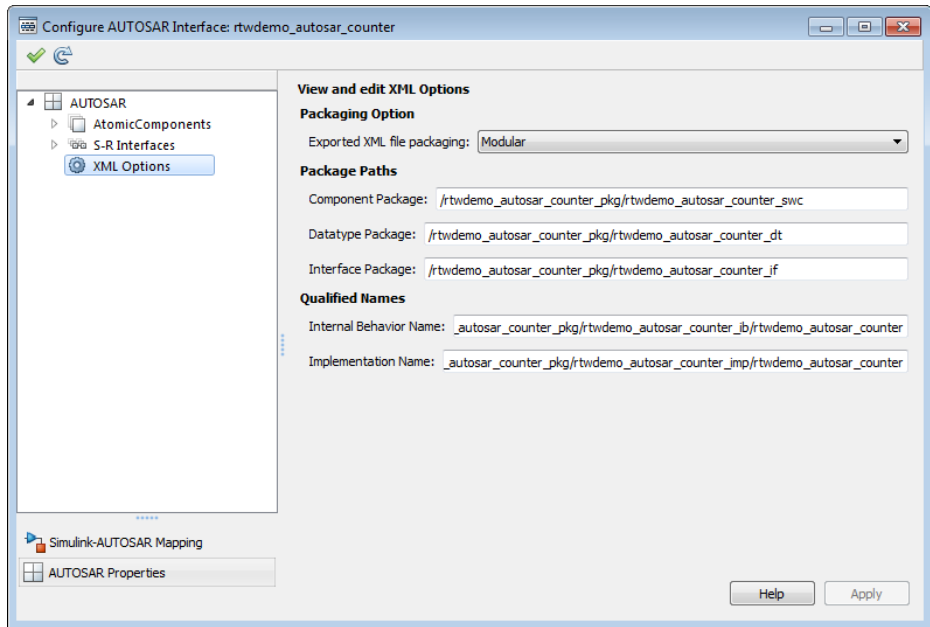 Configure AUTOSAR Interface: rtwdemo_autosar_counter
AUTOSAR
AtomicComponents
S-R Interfaces
XML Options
View and edit XML Options
Packaging Option
Exported XML file packaging: Modular
Package Paths
Component Package: /rtwdemo_autosar_counter_pkg/rtwdemo_autosar_counter_swc
Datatype Package: /rtwdemo_autosar_counter_pkg/rtwdemo_autosar_counter_dt
Interface Package: /rtwdemo_autosar_counter_pkg/rtwdemo_autosar_counter_if
Qualified Names
Internal Behavior Name: _autosar_counter_pkg/rtwdemo_autosar_counter_ib/rtwdemo_autosar_counter
Implementation Name: _autosar_counter_pkg/rtwdemo_autosar_counter_imp/rtwdemo_autosar_counter
Simulink-AUTOSAR Mapping
AUTOSAR Properties
Help Apply